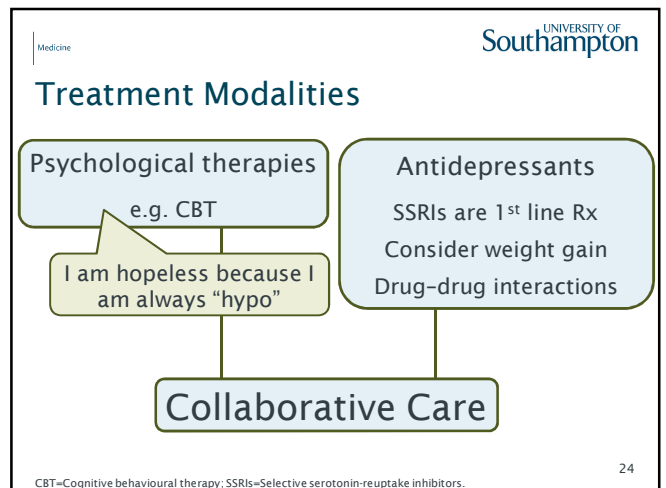 Medicine
UNIVERSITY OF
Southampton
Treatment Modalities
Psychological therapies
e.g. CBT
I am hopeless because I
am always “hypo”
Antidepressants
SSRIs are 1st line Rx
Consider weight gain
Drug–drug interactions
Collaborative Care
24
CBT=Cognitive behavioural therapy; SSRIs=Selective serotonin-reuptake inhibitors.